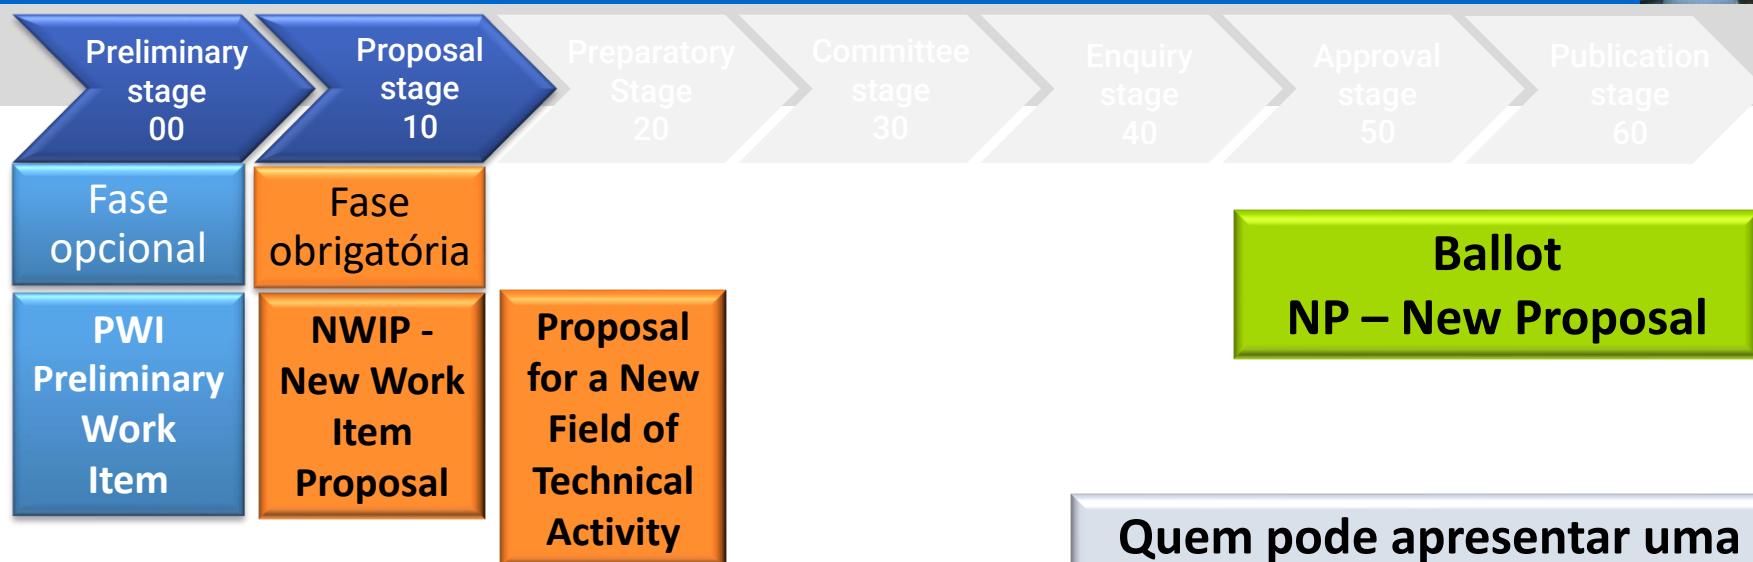 Preliminary
stage
00
Proposal
stage
10
Preparatory
Stage
20
Committee
stage
30
Enquiry
stage
40
Approval
stage
50
Publication
stage
60
Fase
opcional
Fase
obrigatória
PWI
Preliminary
Work
Item
NWIP -
New Work
Item
Proposal
Proposal
for a New
Field of
Technical
Activity
Ballot
NP – New Proposal
Quem pode apresentar uma